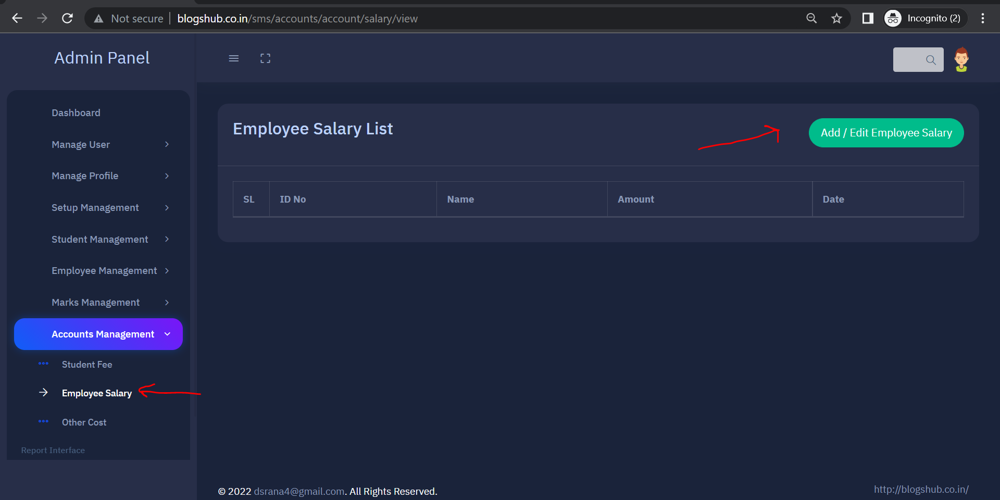 Not secure | blogshub.co.in/sms/accounts/account/salary/view
Incognito (2)
Admin Panel
Dashboard
Manage User
Manage Profile
Setup Management
Student Management
Employee Management
Marks Management
Accounts Management
Student Fee
Employee Salary
Other Cost
Report Interface
Employee Salary List
Add / Edit Employee Salary
SL ID No Name Amount Date
© 2022 dsrana4@gmail.com. All Rights Reserved.
http://blogshub.co.in/